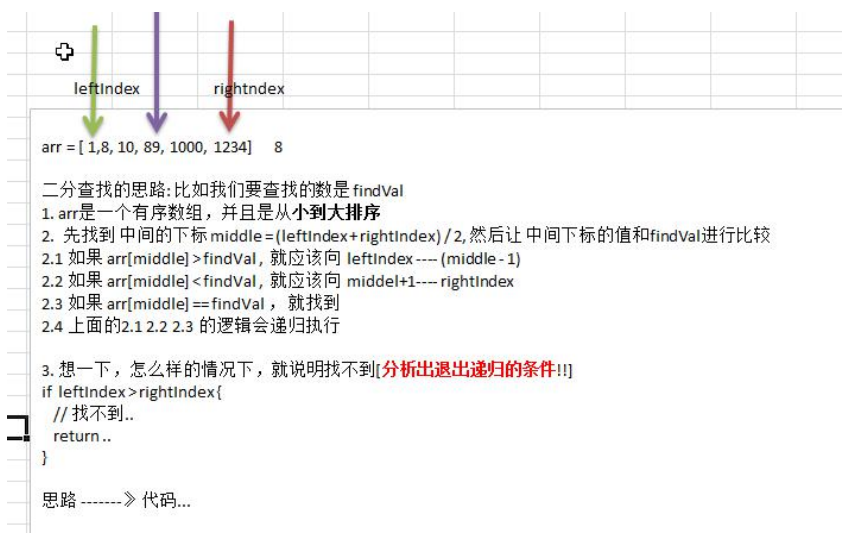 leftIndex rightndex
arr = [ 1,8, 10, 89, 1000, 1234] 8
二分查找的思路: 比如我们要查找的数是 findVal
1. arr是一个有序数组，并且是从小到大排序
2. 先找到 中间的下标 middle = (leftIndex + rightIndex) / 2, 然后让 中间下标的值和findVal进行比较
2.1 如果 arr[middle] > findVal , 就应该向 leftIndex ---- (middle - 1)
2.2 如果 arr[middle] < findVal , 就应该向 middel+1---- rightIndex
2.3 如果 arr[middle] == findVal ， 就找到
2.4 上面的2.1 2.2 2.3 的逻辑会递归执行
3. 想一下，怎么样的情况下，就说明找不到[分析出退出递归的条件!!]
if leftIndex > rightIndex {
// 找不到..
return ..
}
思路 -------》 代码...